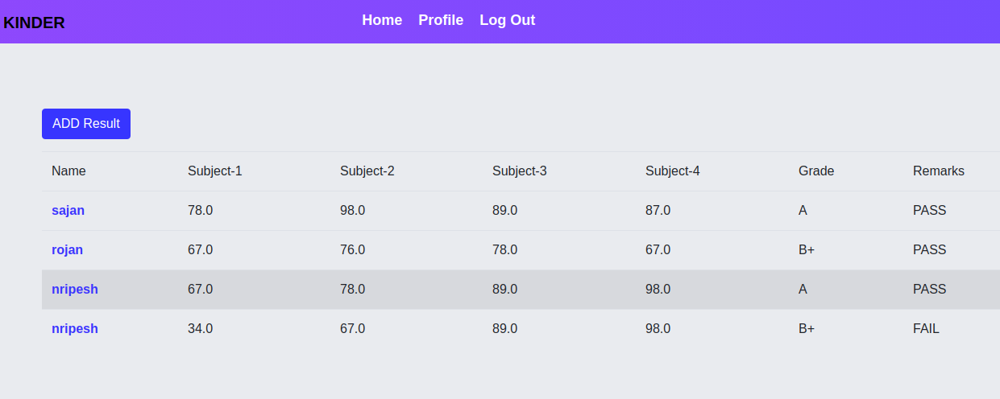 KINDER Home Profile Log Out
ADD Result
Name Subject-1 Subject-2 Subject-3 Subject-4 Grade Remarks
sajan 78.0 98.0 89.0 87.0 A PASS
rojan 67.0 76.0 78.0 67.0 B+ PASS
nripesh 67.0 78.0 89.0 98.0 A PASS
nripesh 34.0 67.0 89.0 98.0 B+ FAIL